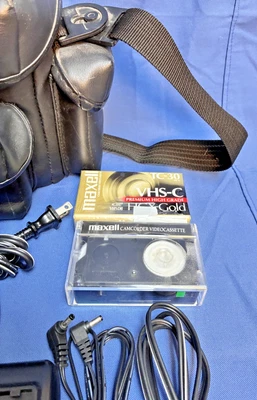 maxell
TC-30
VHS-C
PREMIUM HIGH GRADE
HGX-Gold
maxell CAMCORDER VIDEOCASSETTE